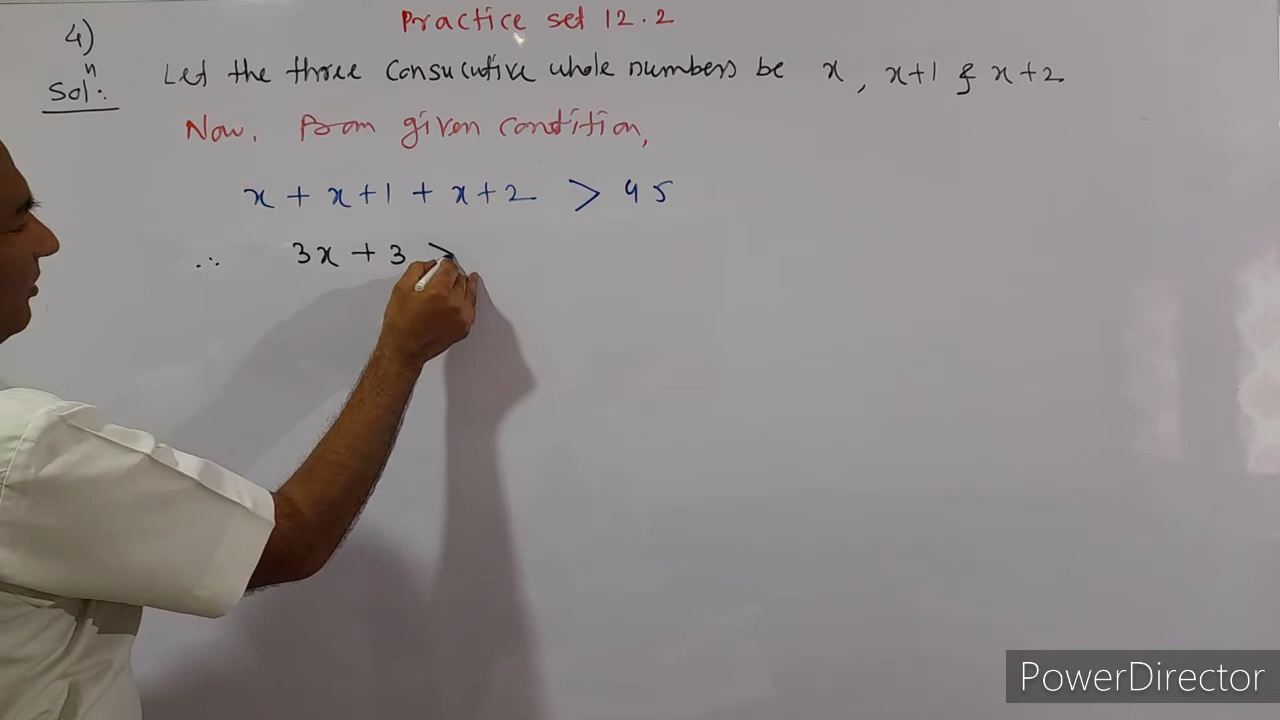 Practice set 12.2
4)
Solⁿ. Let the three consucutive whole numbers be x, x+1 & x+2
Now. from given condition,
x + x+1 + x+2 > 45
∴ 3x + 3 >
PowerDirector